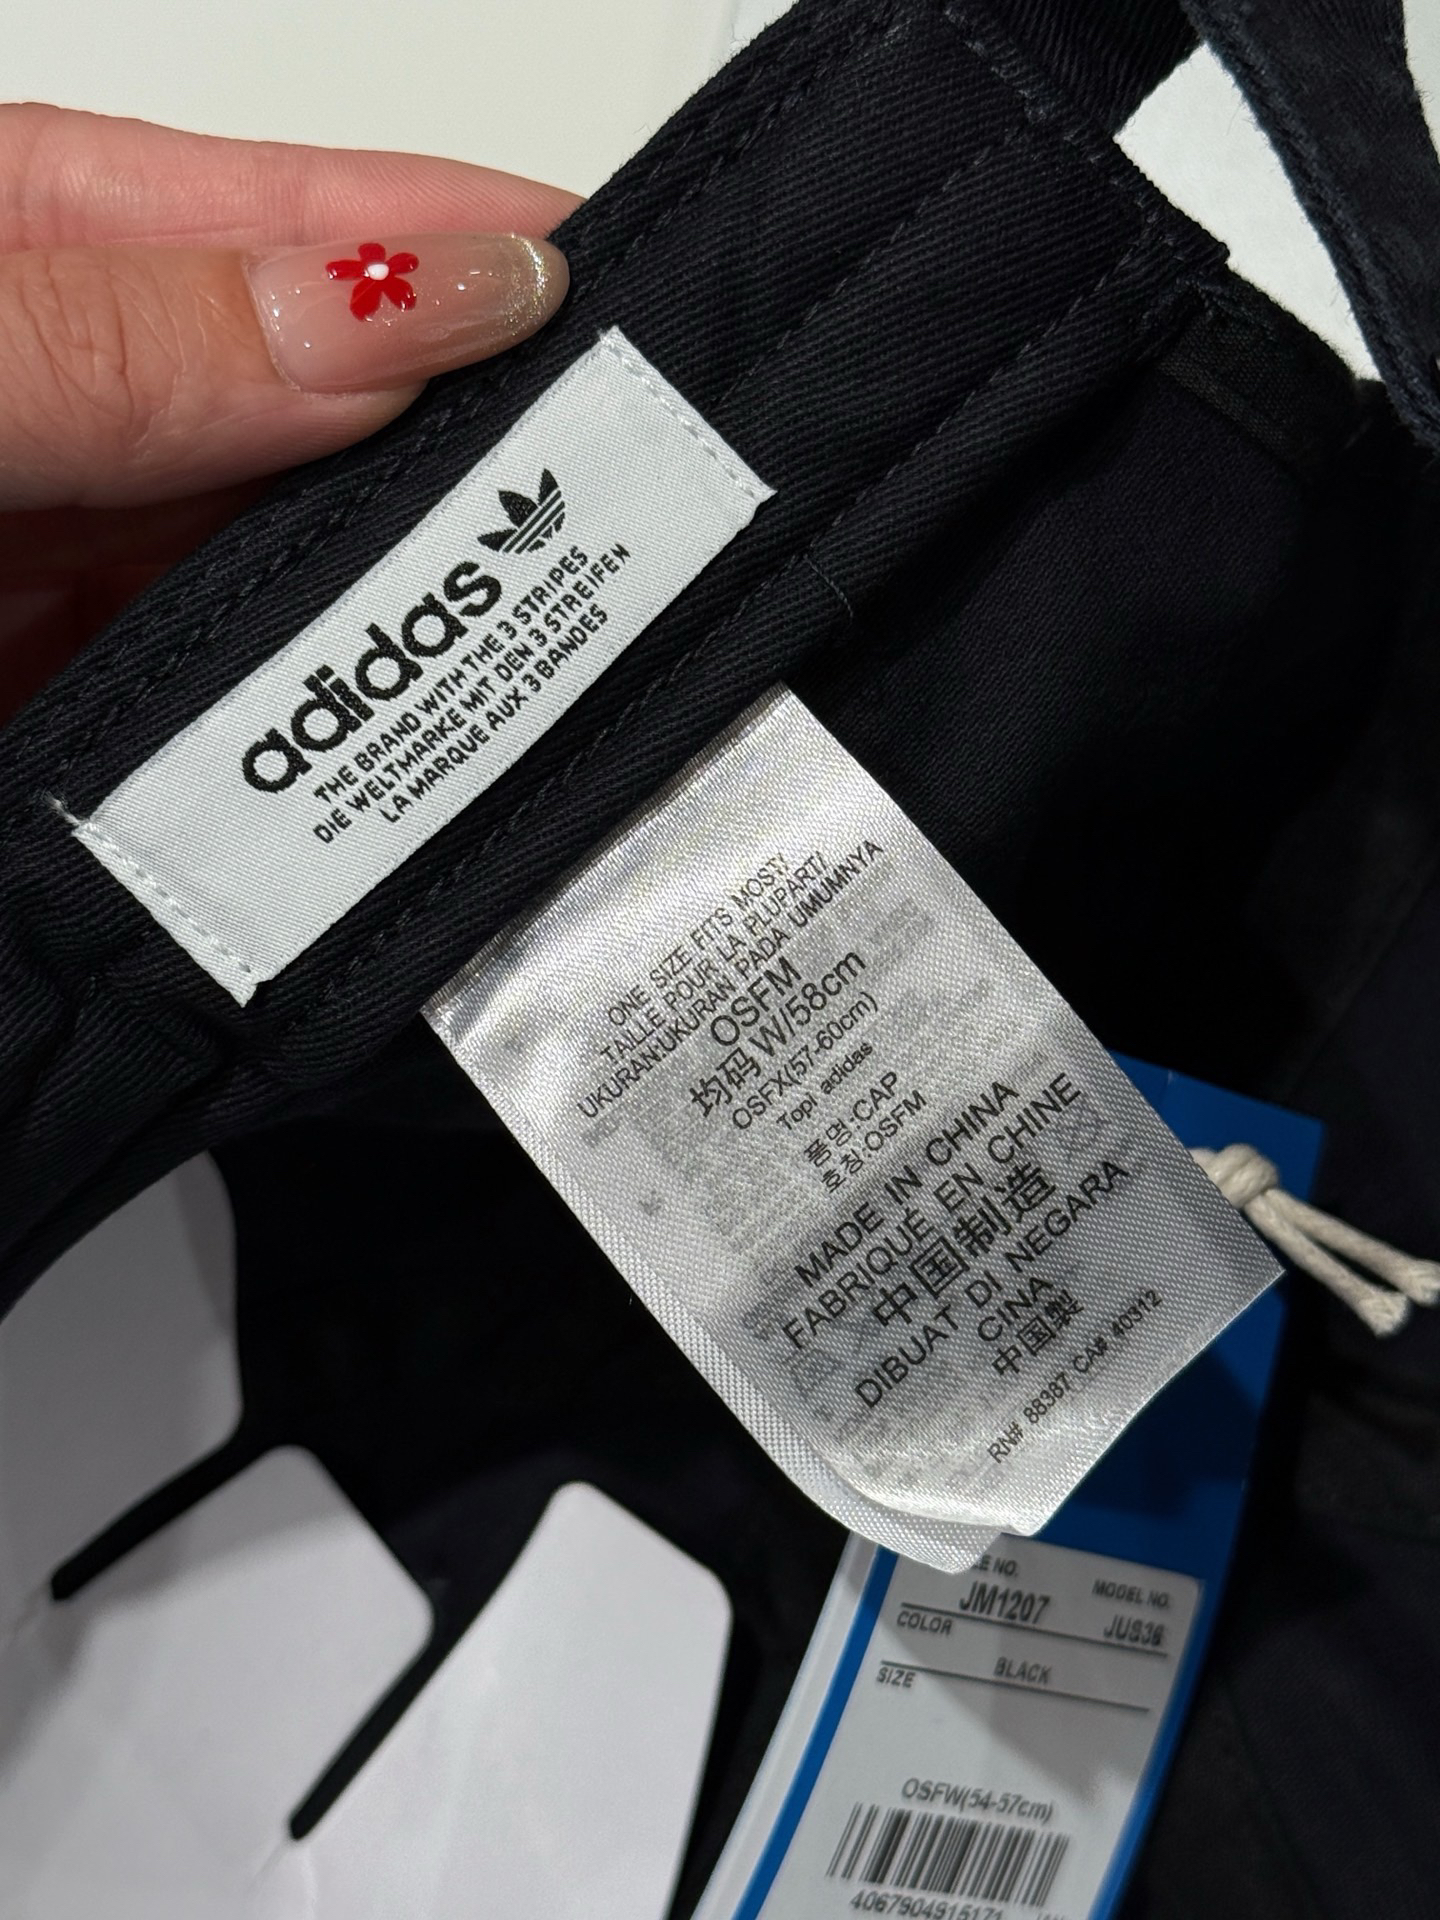 adidas
THE BRAND WITH THE 3 STRIPES
DIE WELTMARKE MIT DEN 3 STREIFEN
LA MARQUE AUX 3 BANDES
ONE SIZE FITS MOST/
TAILLE POUR LA PLUPART/
UKURAN:UKURAN PADA UMUMNYA
OSFM
均码 W/58cm
OSFX(57-60cm)
Topi adidas
품명:CAP
호칭:OSFM
MADE IN CHINA
FABRIQUÉ EN CHINE
中国制造
DIBUAT DI NEGARA
CINA
中国製
RN# 88387 CA# 40312
NO. MODEL NO.
JM1207 JUS36
COLOR
BLACK
SIZE
OSFW(54-57cm)
4067904915171